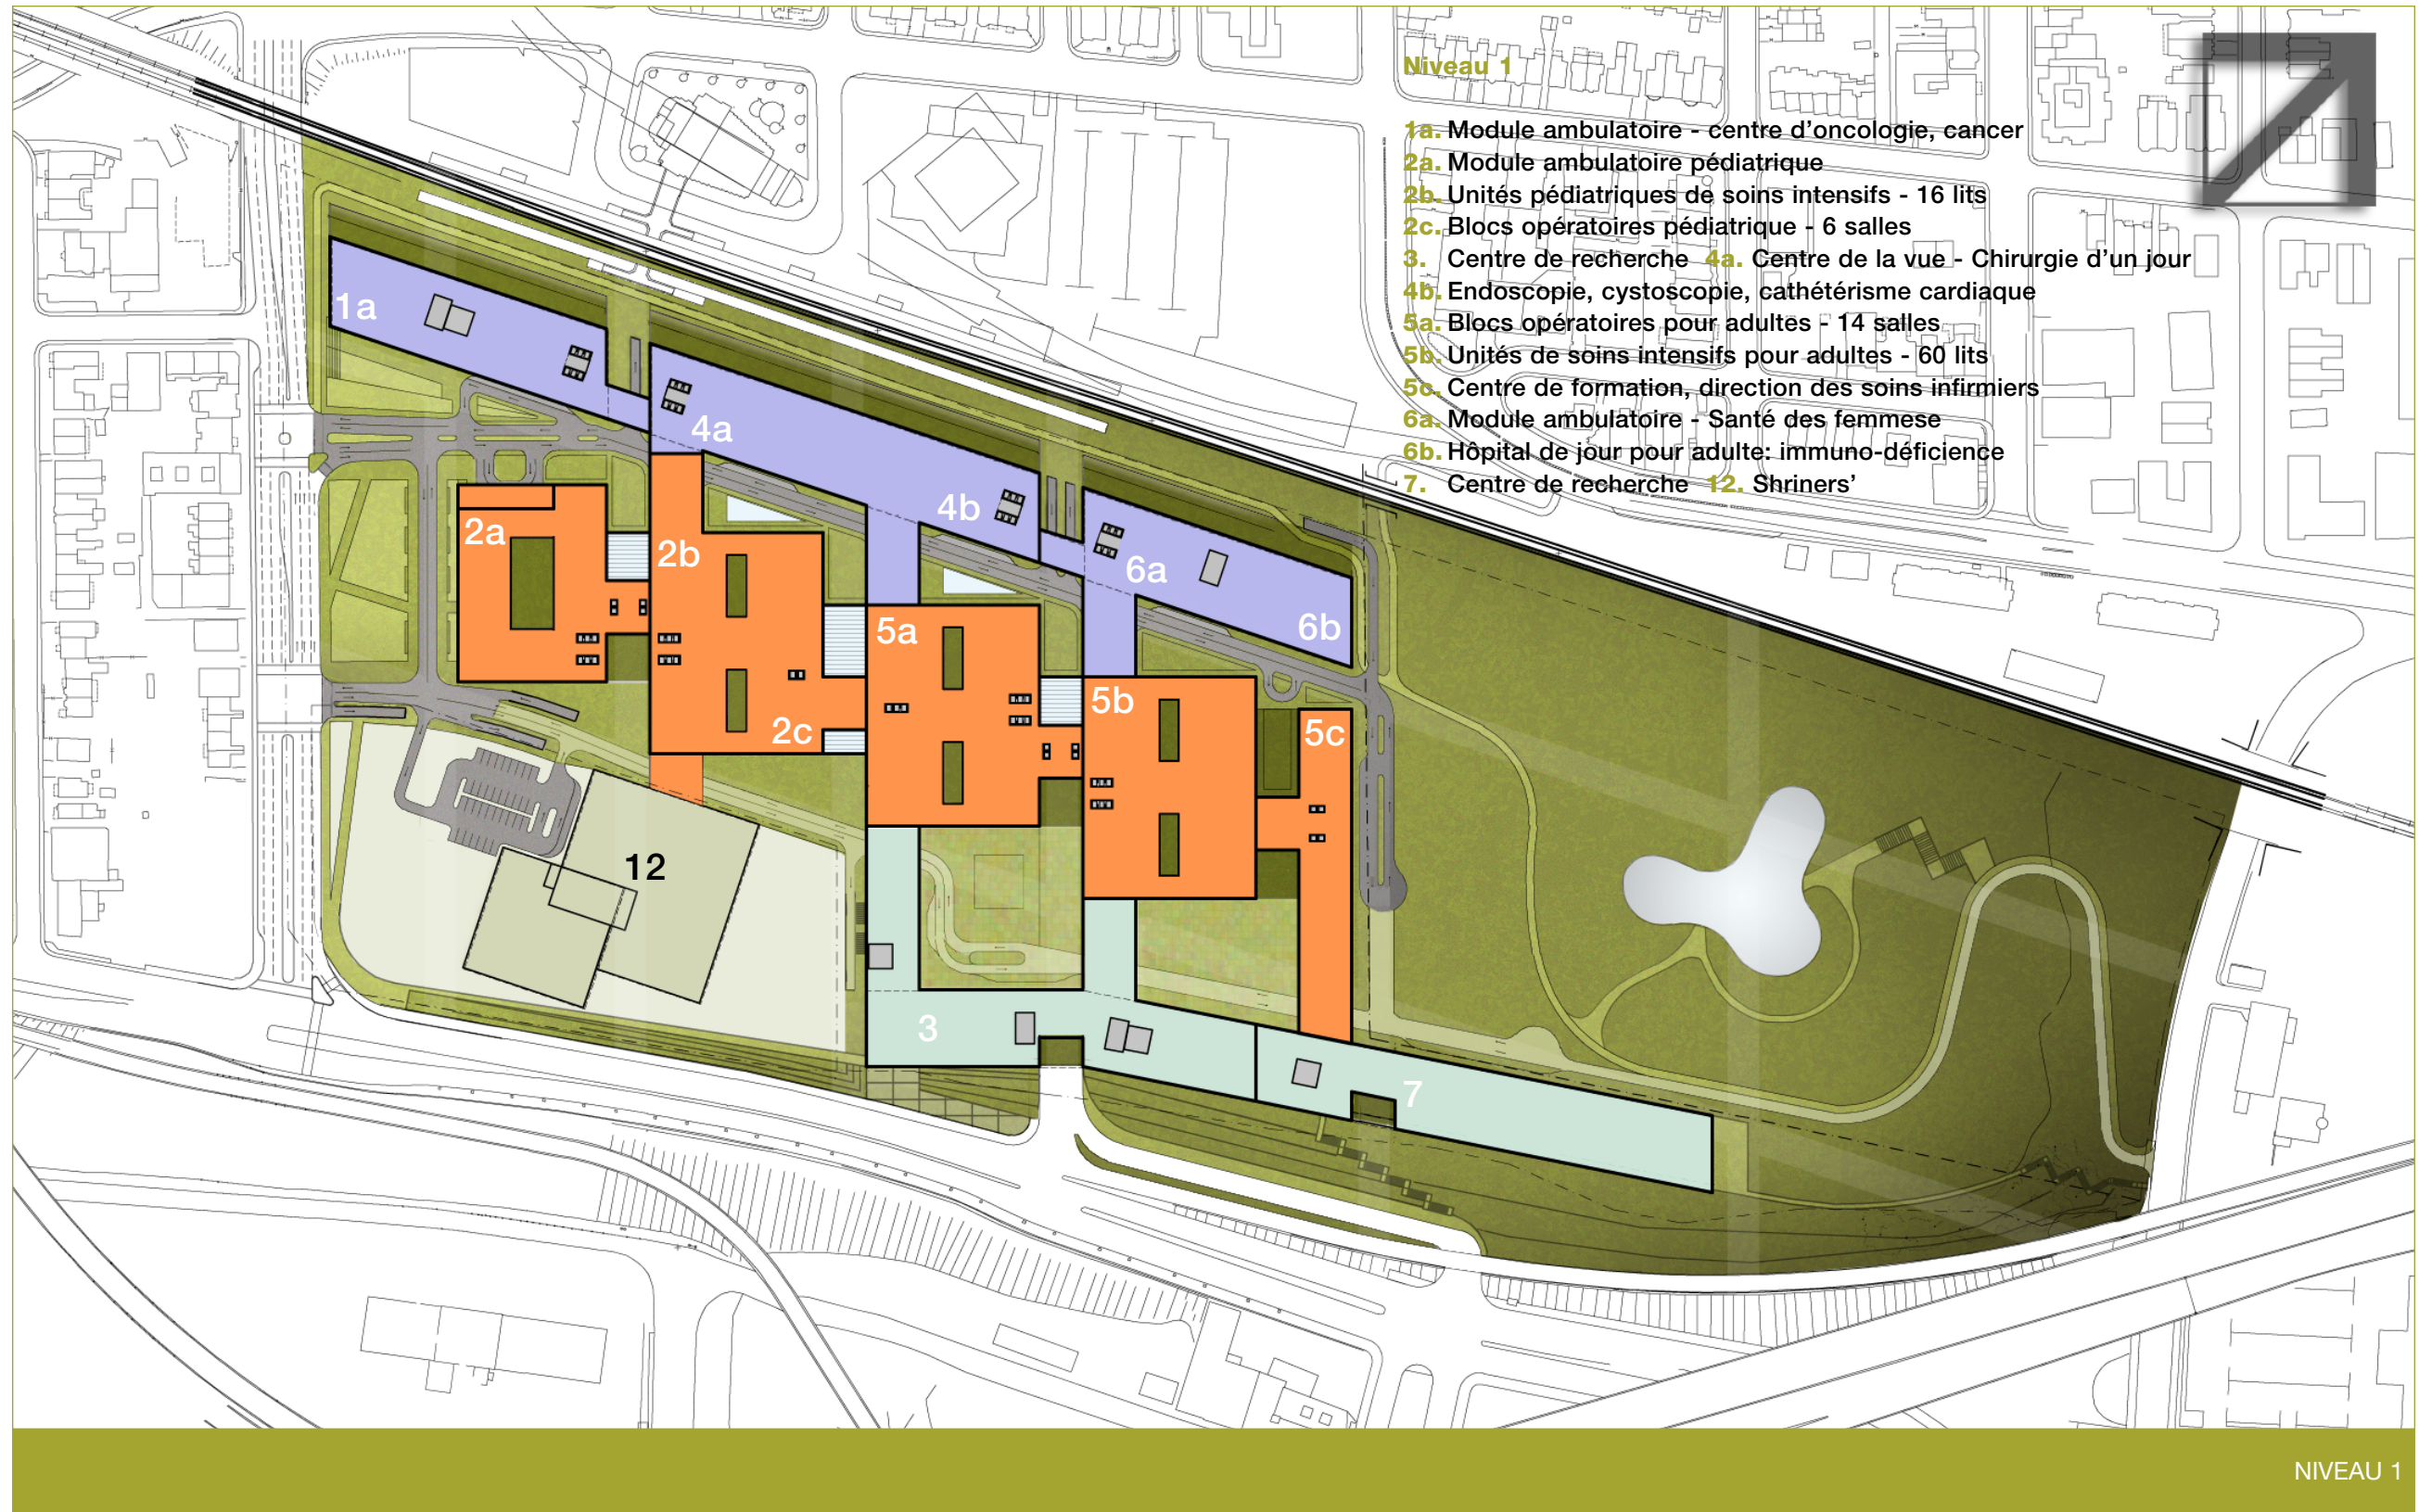 Niveau 1
1a. Module ambulatoire - centre d'oncologie, cancer
2a. Module ambulatoire pédiatrique
2b. Unités pédiatriques de soins intensifs - 16 lits
2c. Blocs opératoires pédiatrique - 6 salles
3. Centre de recherche 4a. Centre de la vue - Chirurgie d'un jour
4b. Endoscopie, cystoscopie, cathétérisme cardiaque
5a. Blocs opératoires pour adultes - 14 salles
5b. Unités de soins intensifs pour adultes - 60 lits
5c. Centre de formation, direction des soins infirmiers
6a. Module ambulatoire - Santé des femmese
6b. Hôpital de jour pour adulte: immuno-déficience
7. Centre de recherche 12. Shriners'
1a
4a
4b
2a
2b
6a
5a
6b
5b
2c
5c
12
3
7
NIVEAU 1